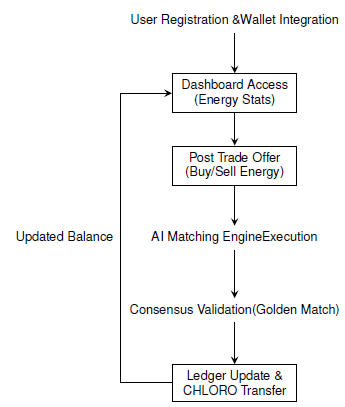 User Registration &Wallet Integration
Dashboard Access
(Energy Stats)
Post Trade Offer
(Buy/Sell Energy)
Updated Balance
AI Matching EngineExecution
Consensus Validation(Golden Match)
Ledger Update &
CHLORO Transfer